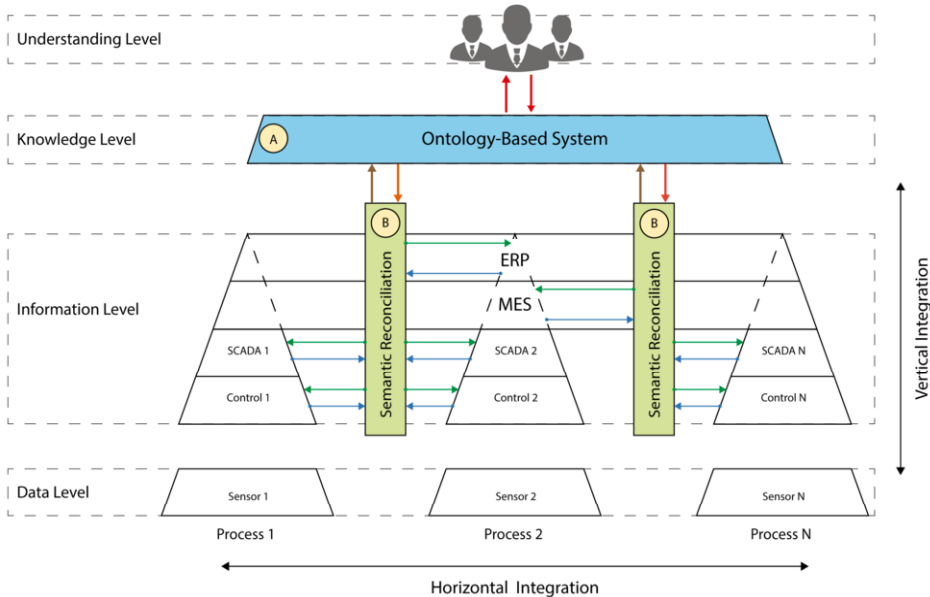 Understanding Level
Knowledge Level
A
Ontology-Based System
B
B
Semantic Reconciliation
Semantic Reconciliation
Information Level
ERP
MES
SCADA 1
SCADA 2
SCADA N
Control 1
Control 2
Control N
Vertical Integration
Data Level
Sensor 1
Sensor 2
Sensor N
Process 1
Process 2
Process N
Horizontal Integration